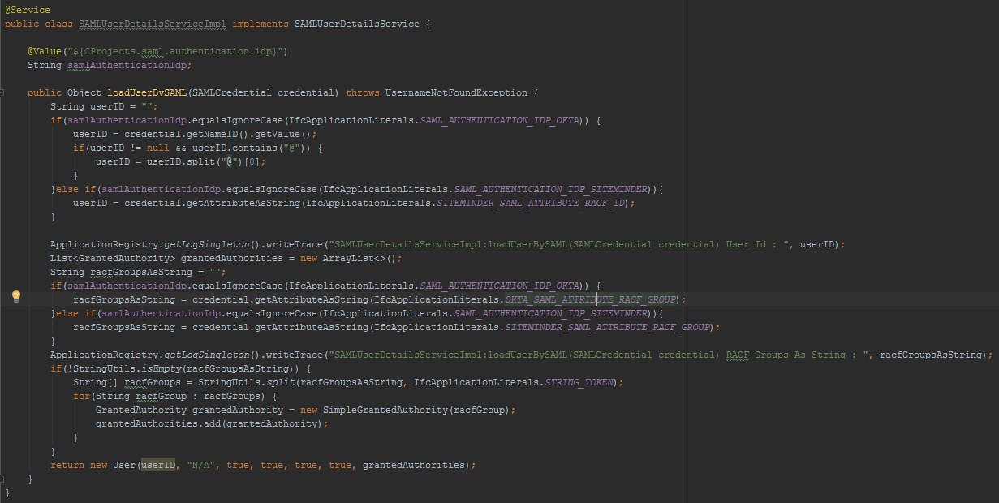 @Service
public class SAMLUserDetailsServiceImpl implements SAMLUserDetailsService {
@Value("${CProjects.saml.authentication.idp}")
String samlAuthenticationIdp;
public Object loadUserBySAML(SAMLCredential credential) throws UsernameNotFoundException {
String userID = "";
if(samlAuthenticationIdp.equalsIgnoreCase(IfcApplicationLiterals.SAML_AUTHENTICATION_IDP_OKTA)) {
userID = credential.getNameID().getValue();
if(userID != null && userID.contains("@")) {
userID = userID.split("@")[0];
}
}else if(samlAuthenticationIdp.equalsIgnoreCase(IfcApplicationLiterals.SAML_AUTHENTICATION_IDP_SITEMINDER)){
userID = credential.getAttributeAsString(IfcApplicationLiterals.SITEMINDER_SAML_ATTRIBUTE_RACF_ID);
}
ApplicationRegistry.getLogSingleton().writeTrace("SAMLUserDetailsServiceImpl:loadUserBySAML(SAMLCredential credential) User Id : ", userID);
List<GrantedAuthority> grantedAuthorities = new ArrayList<>();
String racfGroupsAsString = "";
if(samlAuthenticationIdp.equalsIgnoreCase(IfcApplicationLiterals.SAML_AUTHENTICATION_IDP_OKTA)) {
racfGroupsAsString = credential.getAttributeAsString(IfcApplicationLiterals.OKTA_SAML_ATTRIBUTE_RACF_GROUP);
}else if(samlAuthenticationIdp.equalsIgnoreCase(IfcApplicationLiterals.SAML_AUTHENTICATION_IDP_SITEMINDER)){
racfGroupsAsString = credential.getAttributeAsString(IfcApplicationLiterals.SITEMINDER_SAML_ATTRIBUTE_RACF_GROUP);
}
ApplicationRegistry.getLogSingleton().writeTrace("SAMLUserDetailsServiceImpl:loadUserBySAML(SAMLCredential credential) RACF Groups As String : ", racfGroupsAsString);
if(!StringUtils.isEmpty(racfGroupsAsString)) {
String[] racfGroups = StringUtils.split(racfGroupsAsString, IfcApplicationLiterals.STRING_TOKEN);
for(String racfGroup : racfGroups) {
GrantedAuthority grantedAuthority = new SimpleGrantedAuthority(racfGroup);
grantedAuthorities.add(grantedAuthority);
}
}
return new User(userID, "N/A", true, true, true, true, grantedAuthorities);
}
}